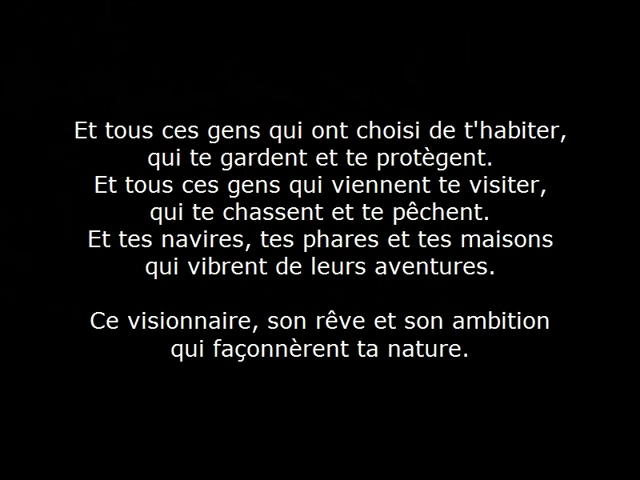 Et tous ces gens qui ont choisi de t'habiter,
qui te gardent et te protègent.
Et tous ces gens qui viennent te visiter,
qui te chassent et te pêchent.
Et tes navires, tes phares et tes maisons
qui vibrent de leurs aventures.
Ce visionnaire, son rêve et son ambition
qui façonnèrent ta nature.